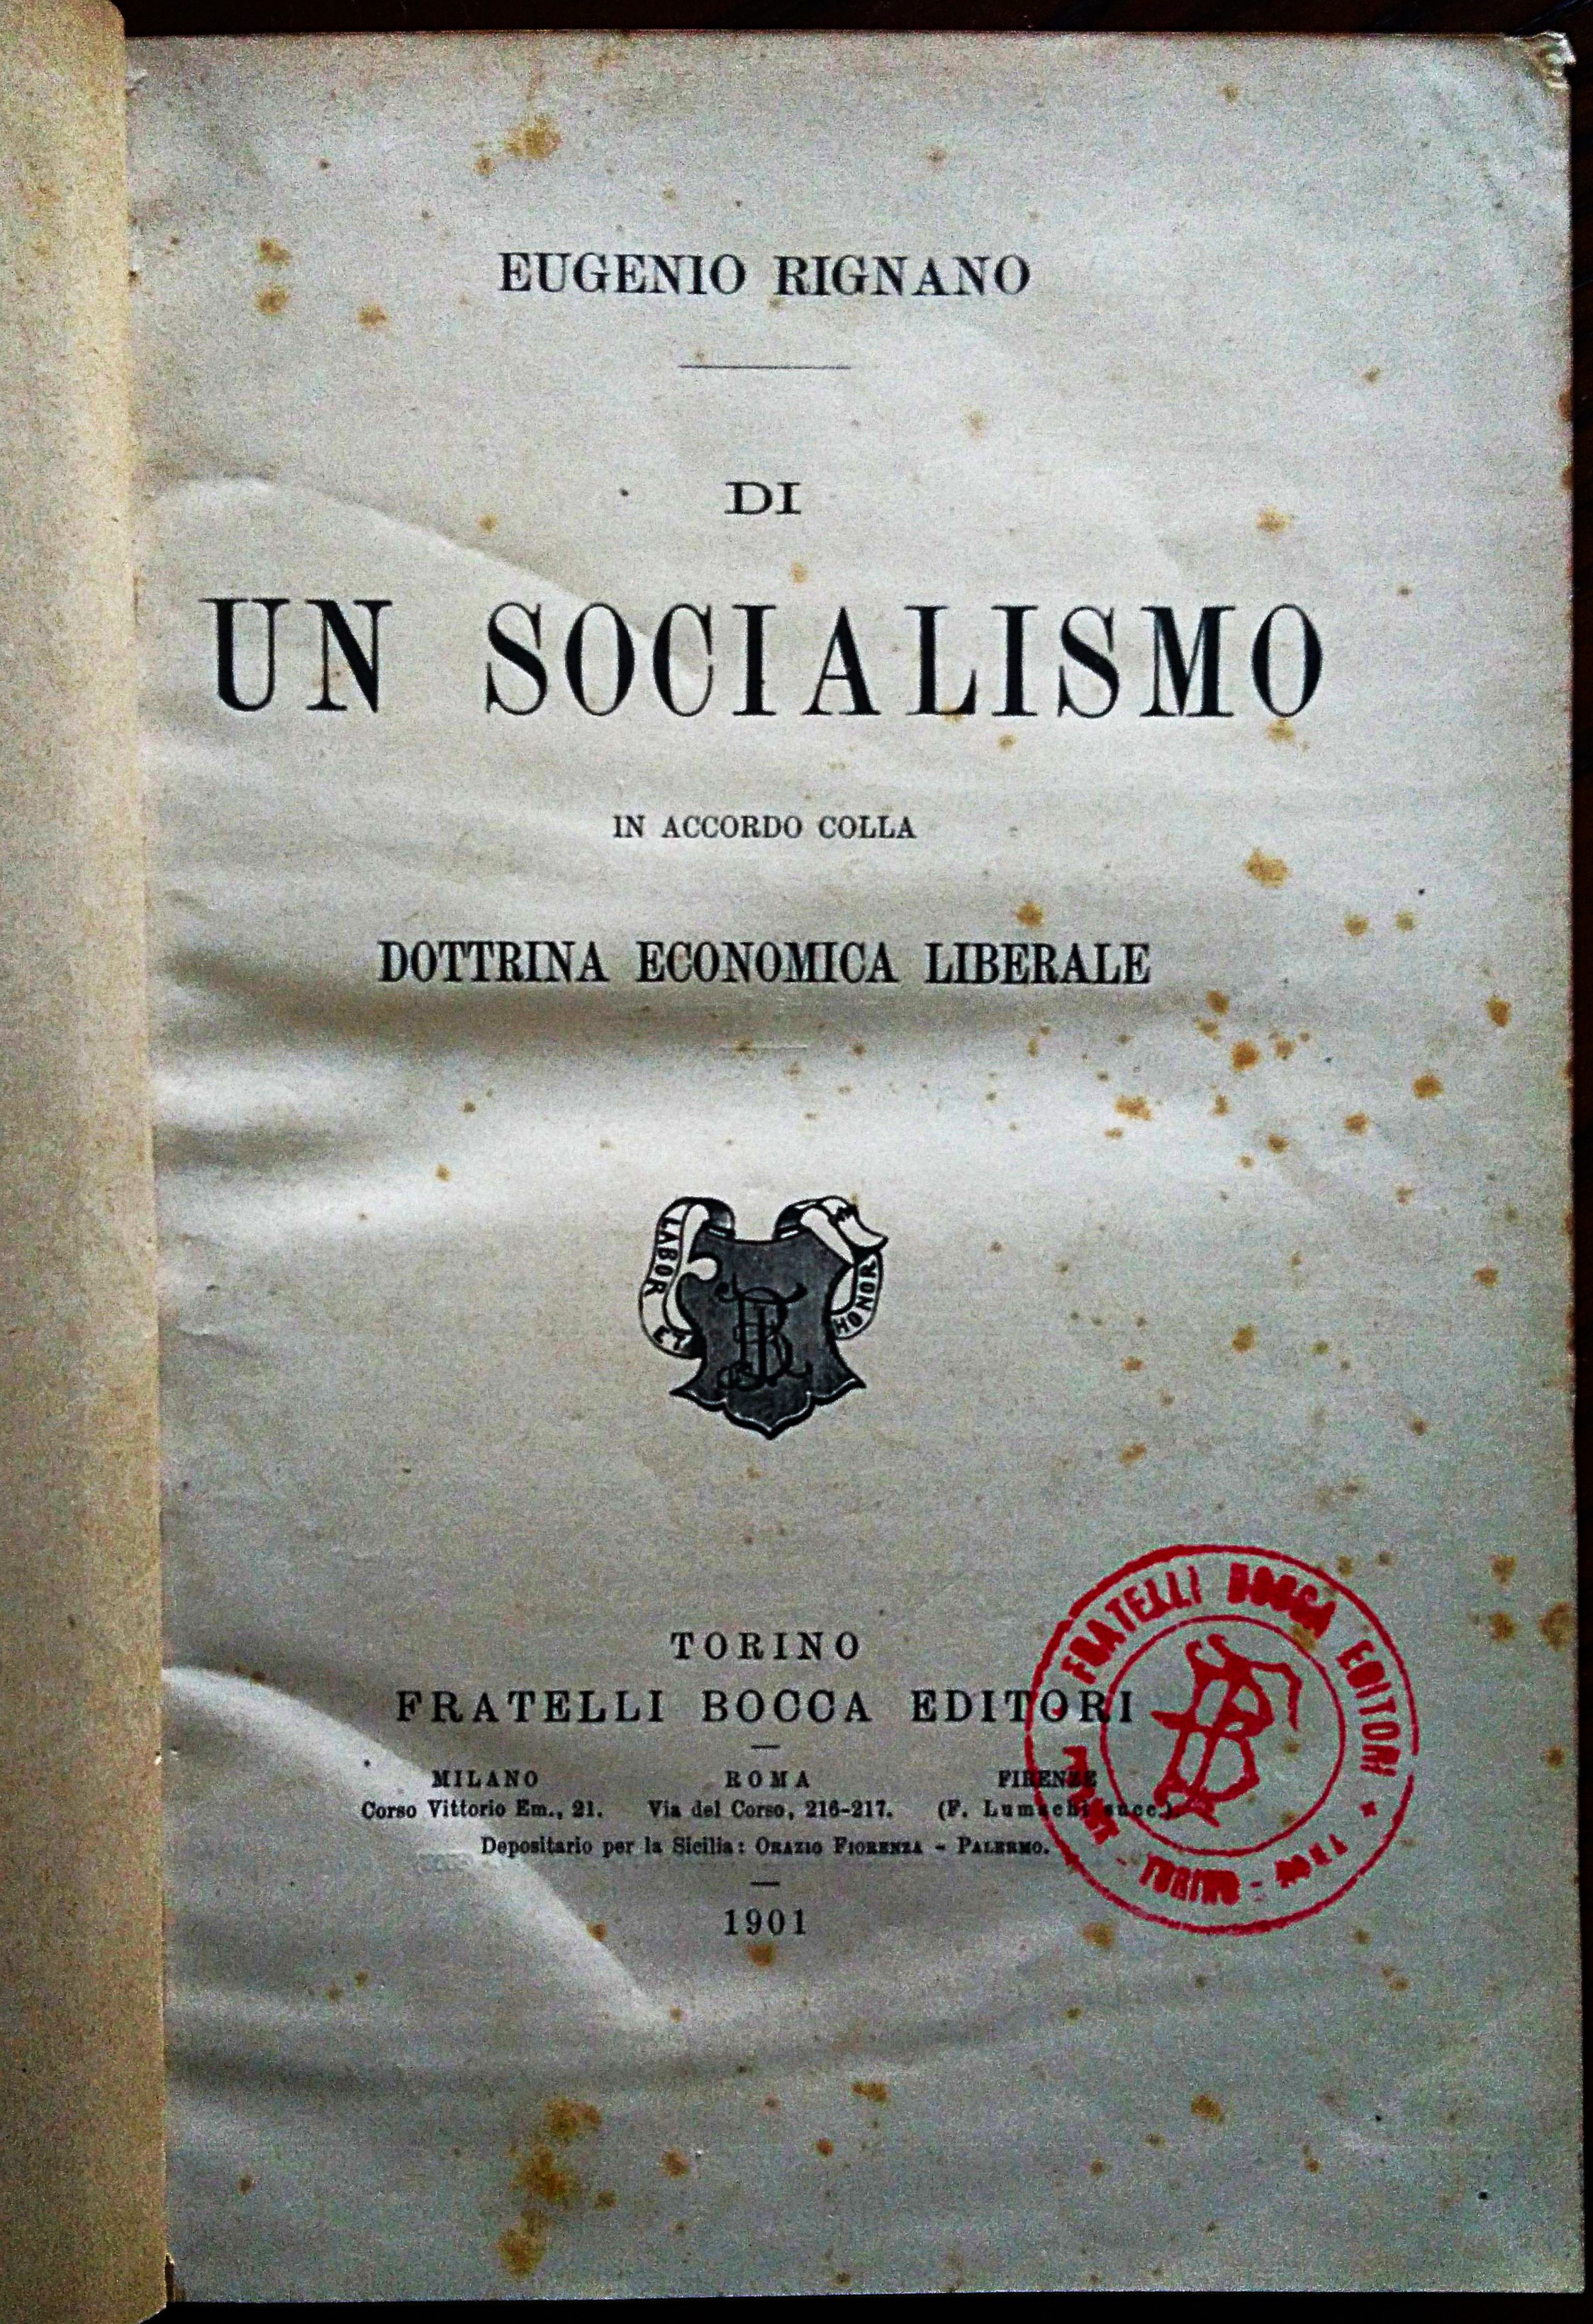 EUGENIO RIGNANO
DI
UN SOCIALISMO
IN ACCORDO COLLA
DOTTRINA ECONOMICA LIBERALE
LABOR ET HONOR
TORINO
FRATELLI BOCCA EDITORI
MILANO ROMA FIRENZE
Corso Vittorio Em., 21. Via del Corso, 216-217. (F. Lumachi succ.).
Depositario per la Sicilia: ORAZIO FIORENZA - PALERMO.
1901
FRATELLI BOCCA EDITORI
TORINO